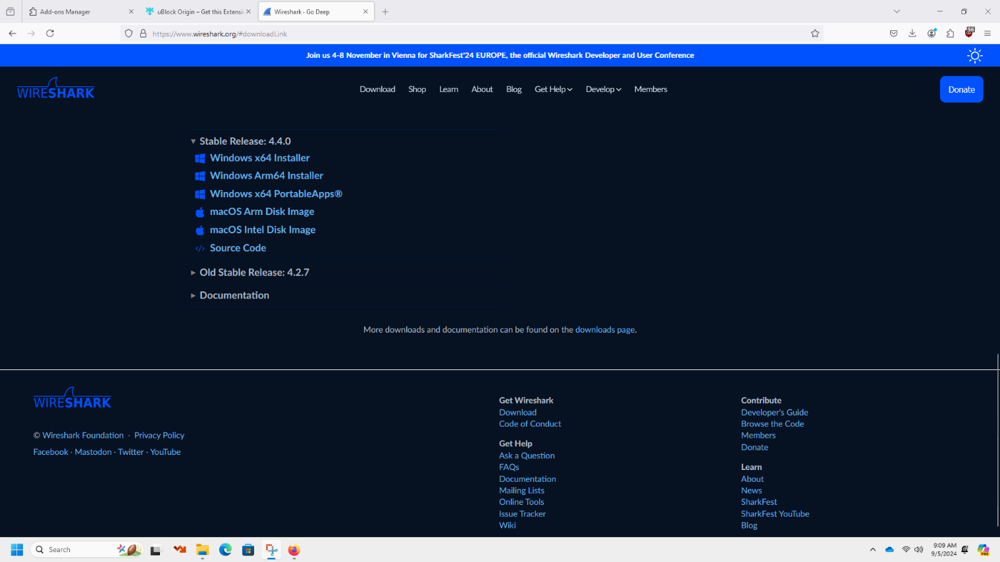 Add-ons Manager
uBlock Origin – Get this Extensi
Wireshark · Go Deep
https://www.wireshark.org/#downloadLink
56
Join us 4-8 November in Vienna for SharkFest'24 EUROPE, the official Wireshark Developer and User Conference
WIRESHARK
Download Shop Learn About Blog Get Help Develop Members
Donate
Stable Release: 4.4.0
Windows x64 Installer
Windows Arm64 Installer
Windows x64 PortableApps®
macOS Arm Disk Image
macOS Intel Disk Image
</> Source Code
Old Stable Release: 4.2.7
Documentation
More downloads and documentation can be found on the downloads page.
WIRESHARK
© Wireshark Foundation · Privacy Policy
Facebook · Mastodon · Twitter · YouTube
Get Wireshark
Download
Code of Conduct
Get Help
Ask a Question
FAQs
Documentation
Mailing Lists
Online Tools
Issue Tracker
Wiki
Contribute
Developer's Guide
Browse the Code
Members
Donate
Learn
About
News
SharkFest
SharkFest YouTube
Blog
Search
9:09 AM
9/5/2024
PRE